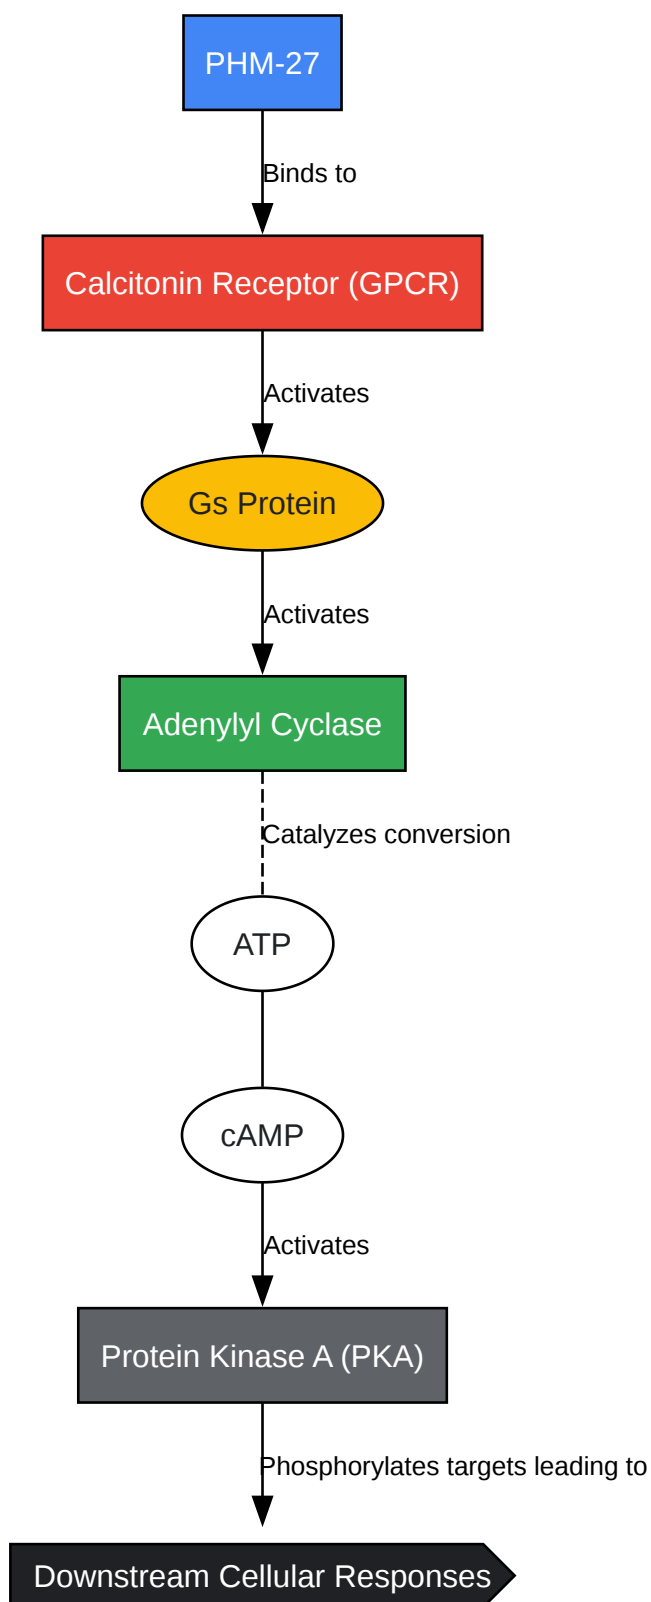 PHM-27
Binds to
Calcitonin Receptor (GPCR)
Activates
Gs Protein
Activates
Adenylyl Cyclase
Catalyzes conversion
ATP
cAMP
Activates
Protein Kinase A (PKA)
Phosphorylates targets leading to
Downstream Cellular Responses